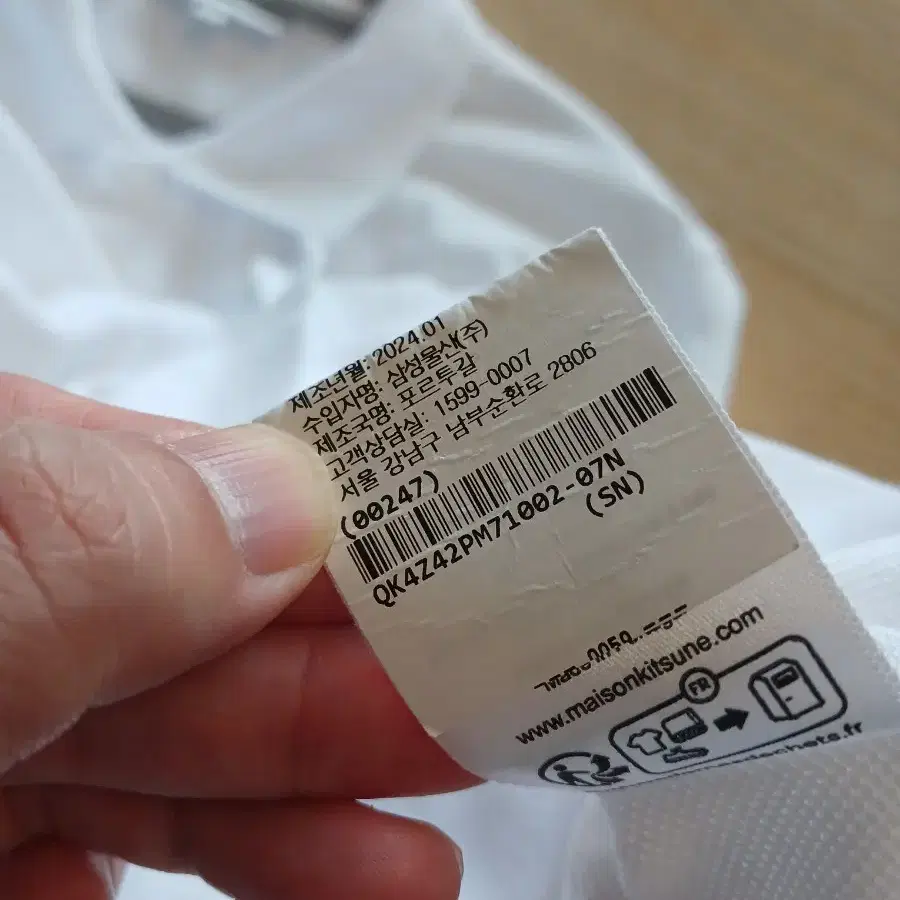 제조년월: 2024.01
수입자명: 삼성물산(주)
제조국명: 포르투갈
고객상담실: 1599-0007
서울 강남구 남부순환로 2806
(00247)
QK4Z42PM71002-07N
(SN)
www.maisonkitsune.com
FR